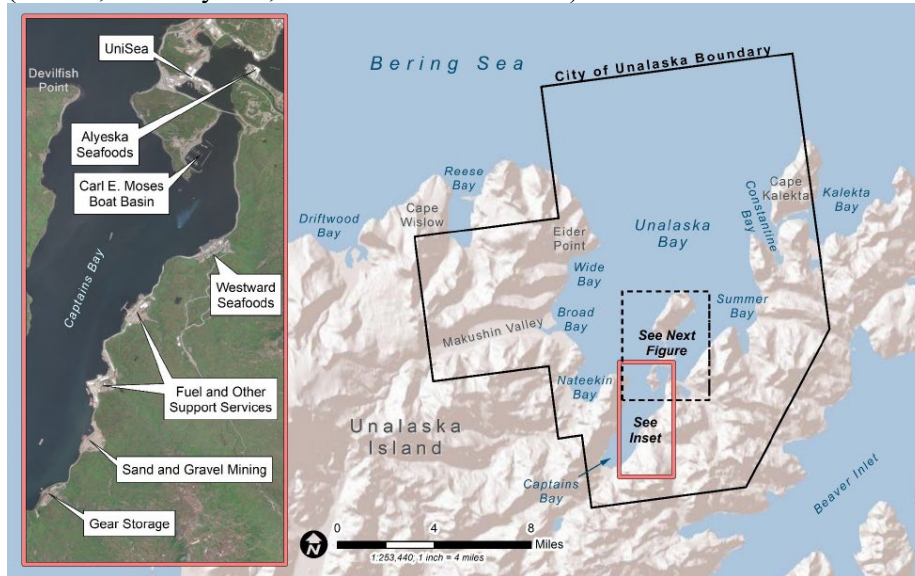 UniSea
Devilfish
Point
Alyeska
Seafoods
Carl E. Moses
Boat Basin
Captains Bay
Westward
Seafoods
Fuel and Other
Support Services
Sand and Gravel Mining
Gear Storage
Bering Sea
City of Unalaska Boundary
Reese
Bay
Cape
Wislow
Driftwood
Bay
Eider
Point
Unalaska
Bay
Cape
Kalekta
Constantine
Bay
Kalekta
Bay
Wide
Bay
Broad
Bay
Makushin Valley
Summer
Bay
See Next
Figure
Nateekin
Bay
See
Inset
Unalaska
Island
Captains
Bay
Beaver Inlet
N
0 4 8
Miles
1:253,440; 1 inch = 4 miles